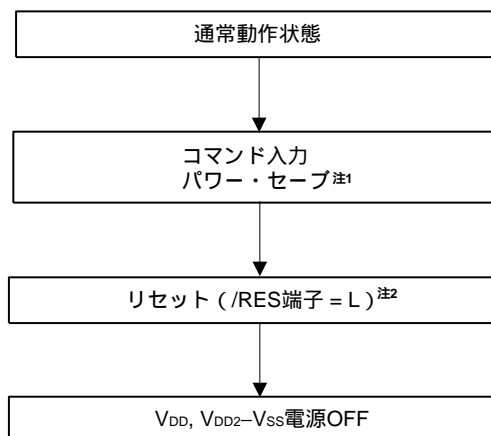 通常動作状態
コマンド入力
パワー・セーブ注1
リセット（/RES端子 = L）注2
VDD, VDD2–VSS電源OFF